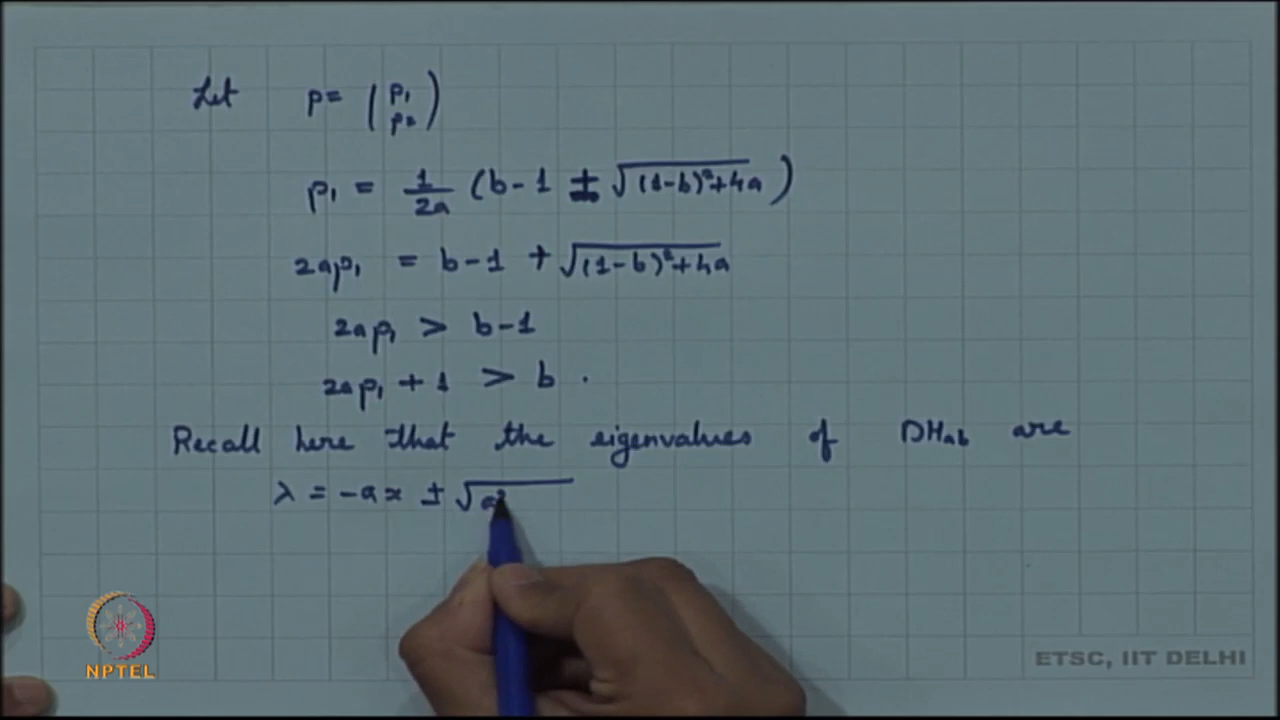 Let p = (p₁ p₂)
p₁ = 1/2a (b-1 ± √(1-b)²+4a )
2ap₁ = b-1 + √(1-b)²+4a
2ap₁ > b-1
2ap₁ + 1 > b .
Recall here that the eigenvalues of DHab are
λ = -ax ± √a²
NPTEL
ETSC, IIT DELHI